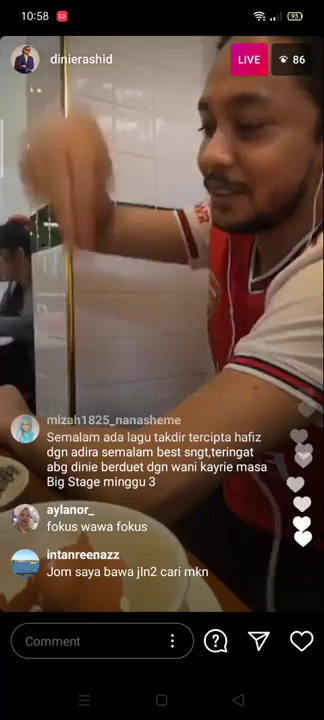 10:58
95
dinierashid
LIVE
86
mizah1825_nanasheme
Semalam ada lagu takdir tercipta hafiz
dgn adira semalam best sngt,teringat
abg dinie berduet dgn wani kayrie masa
Big Stage minggu 3
aylanor_
fokus wawa fokus
intanreenazz
Jom saya bawa jln2 cari mkn
Comment